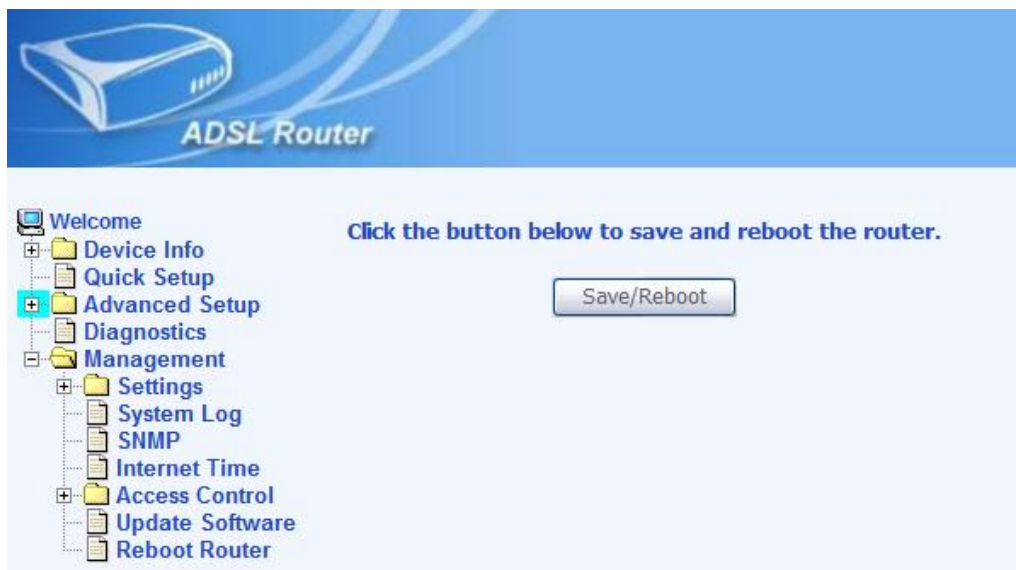 ADSL Router
Welcome
Device Info
Quick Setup
Advanced Setup
Diagnostics
Management
Settings
System Log
SNMP
Internet Time
Access Control
Update Software
Reboot Router
Click the button below to save and reboot the router.
Save/Reboot